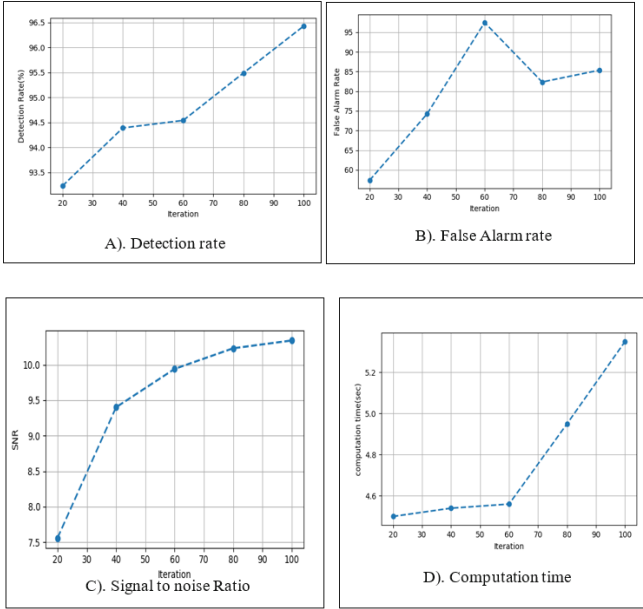 Detection Rate(%)
96.5
96.0
95.5
95.0
94.5
94.0
93.5
20 30 40 50 60 70 80 90 100
Iteration
A). Detection rate
False Alarm Rate
95
90
85
80
75
70
65
60
20 30 40 50 60 70 80 90 100
Iteration
B). False Alarm rate
SNR
10.0
9.5
9.0
8.5
8.0
7.5
20 30 40 50 60 70 80 90 100
Iteration
C). Signal to noise Ratio
computation time(sec)
5.2
5.0
4.8
4.6
20 30 40 50 60 70 80 90 100
Iteration
D). Computation time